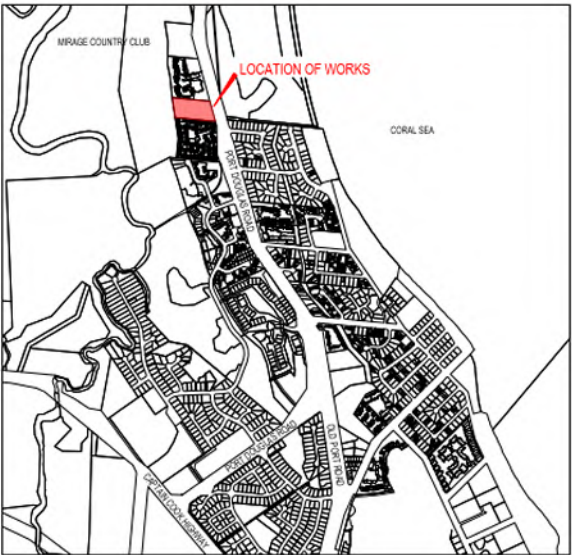 MIRAGE COUNTRY CLUB
LOCATION OF WORKS
CORAL SEA
PORT DOUGLAS ROAD
PORT DOUGLAS ROAD
OLD PORT ROAD
CAPTAIN COOK HIGHWAY